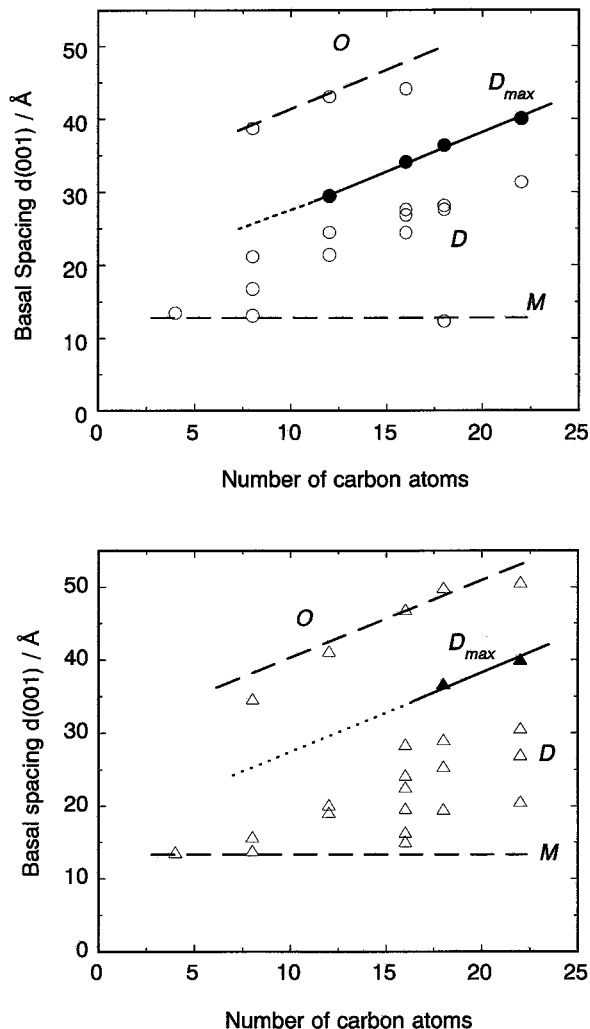 50
40
30
20
10
0
Basal Spacing d(001) / Å
O
D max
D
M
0 5 10 15 20 25
Number of carbon atoms
50
40
30
20
10
0
Basal spacing d(001) / Å
O
D max
D
M
0 5 10 15 20 25
Number of carbon atoms